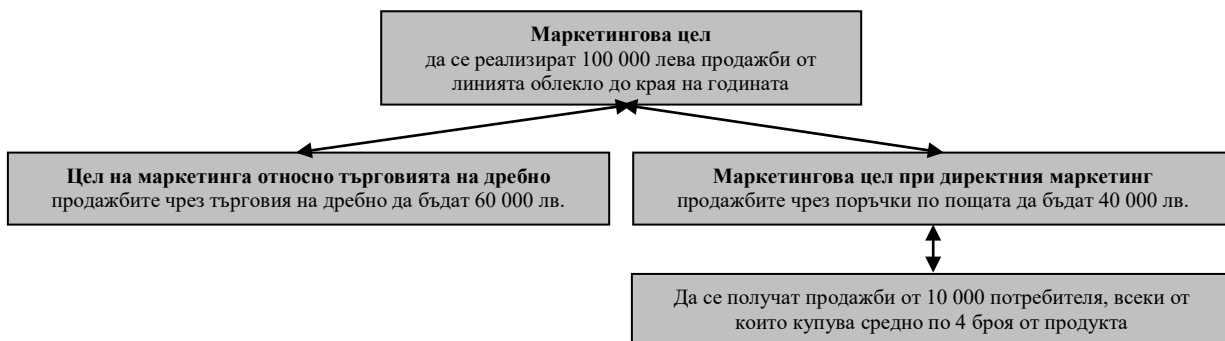 Маркетингова цел
да се реализират 100 000 лева продажби от
линията облекло до края на годината
Цел на маркетинга относно търговията на дребно
продажбите чрез търговия на дребно да бъдат 60 000 лв.
Маркетингова цел при директния маркетинг
продажбите чрез поръчки по пощата да бъдат 40 000 лв.
Да се получат продажби от 10 000 потребителя, всеки от
които купува средно по 4 броя от продукта